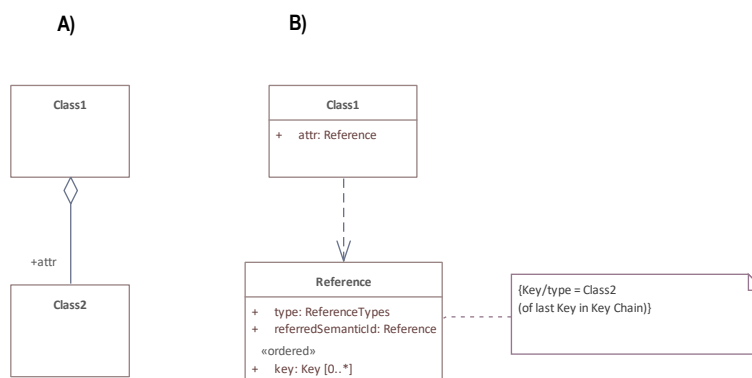 A)
B)
Class1
+attr
Class2
Class1
+ attr: Reference
Reference
+ type: ReferenceTypes
+ referredSemanticId: Reference
«ordered»
+ key: Key [0..*]
{Key/type = Class2
(of last Key in Key Chain)}